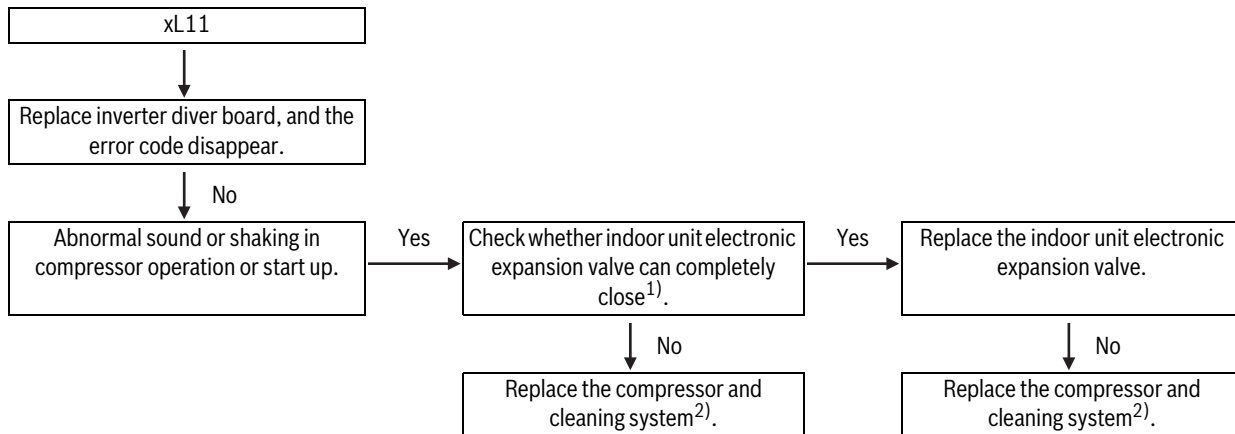 xL11
Replace inverter diver board, and the
error code disappear.
No
Abnormal sound or shaking in
compressor operation or start up.
Yes
Check whether indoor unit electronic
expansion valve can completely
close1).
Yes
Replace the indoor unit electronic
expansion valve.
No
Replace the compressor and
cleaning system2).
No
Replace the compressor and
cleaning system2).